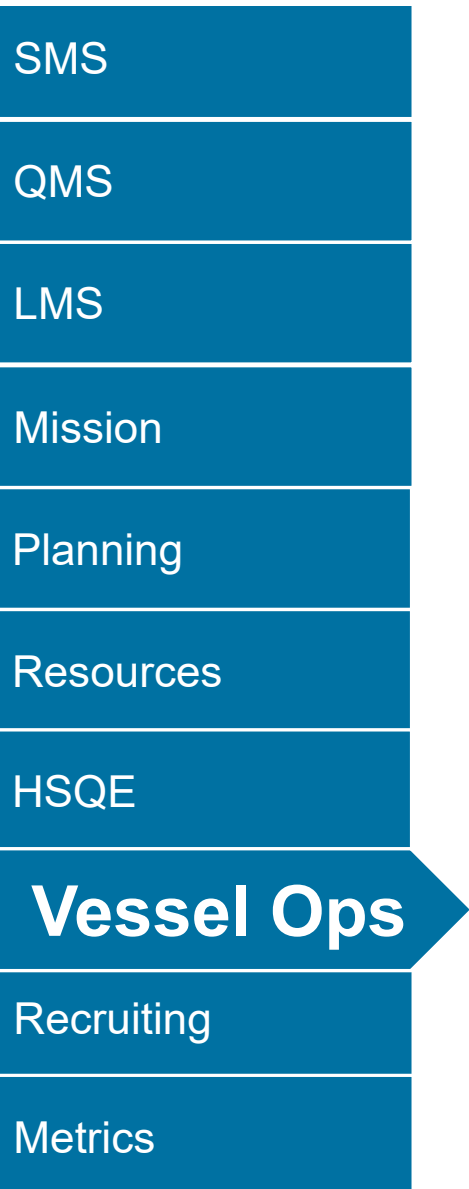 SMS
QMS
LMS
Mission
Planning
Resources
HSQE
Vessel Ops
Recruiting
Metrics